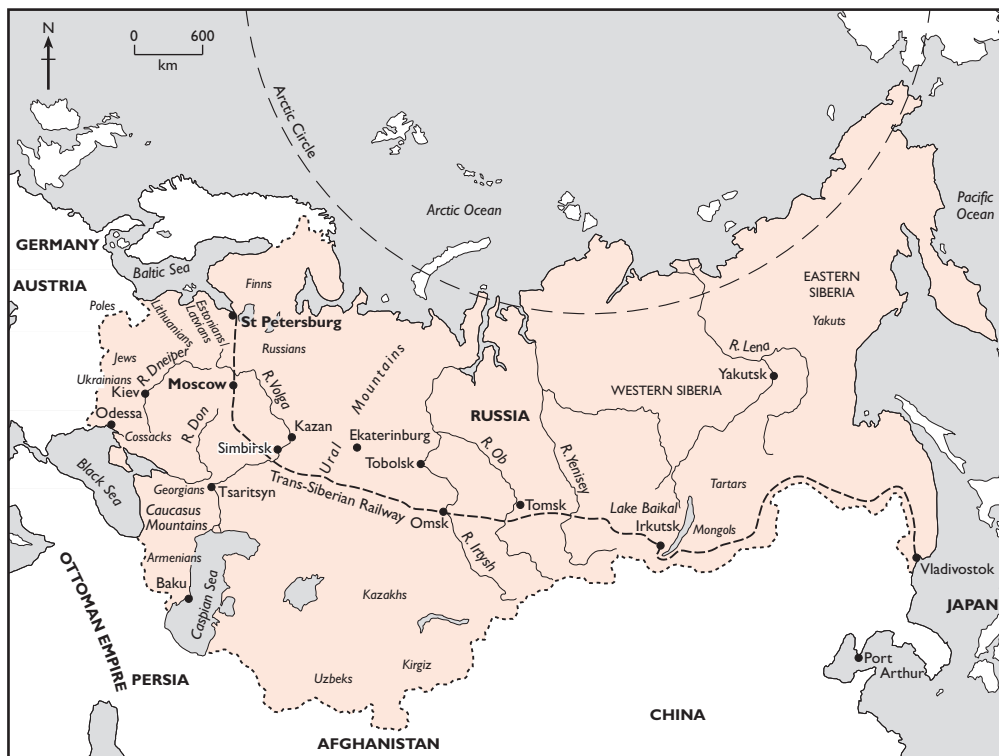 N
0 600
km
Arctic Circle
Arctic Ocean
Pacific
Ocean
GERMANY
AUSTRIA
Baltic Sea
Finns
EASTERN
SIBERIA
Yakuts
Poles
Lithuanians
Estonians
Latvians
St Petersburg
Russians
Mountains
Ural
Jews
R. Dneiper
Ukrainians
Kiev
Moscow
R. Volga
R. Lena
Yakutsk
WESTERN SIBERIA
RUSSIA
Odessa
Cossacks
R. Don
Kazan
Simbirsk
Ekaterinburg
Tobolsk
R. Ob
R. Yenisey
Black Sea
Georgians
Tsaritsyn
Trans-Siberian Railway
Omsk
Tomsk
Tartars
Lake Baikal
Irkutsk
Mongols
Caucasus
Mountains
Armenians
R. Irtysh
Baku
Caspian Sea
Kazakhs
Vladivostok
OTTOMAN EMPIRE
JAPAN
PERSIA
Uzbeks
Kirgiz
Port
Arthur
CHINA
AFGHANISTAN